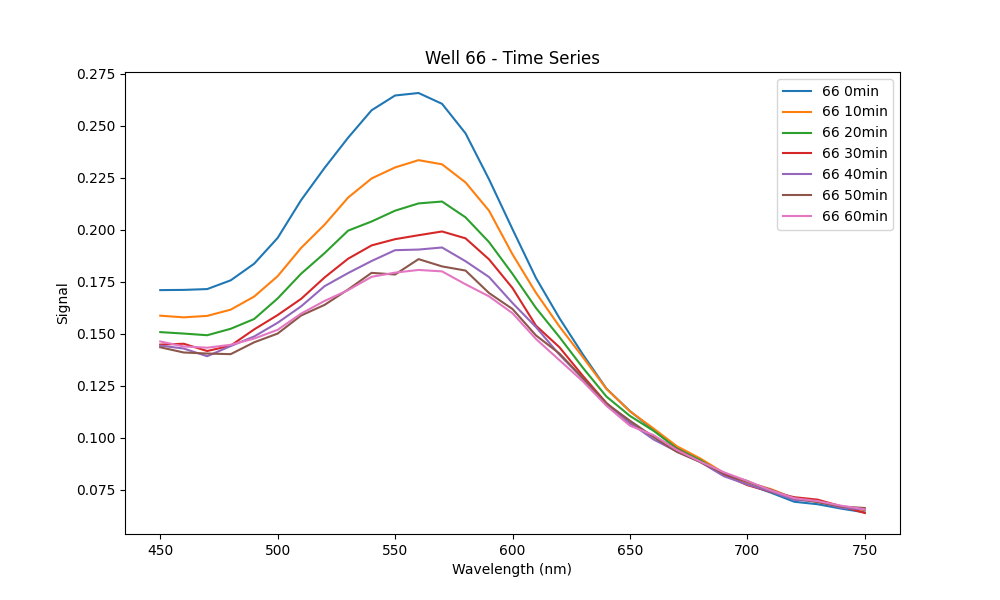 Well 66 - Time Series
Signal
0.275
0.250
0.225
0.200
0.175
0.150
0.125
0.100
0.075
450 500 550 600 650 700 750
Wavelength (nm)
66 0min
66 10min
66 20min
66 30min
66 40min
66 50min
66 60min